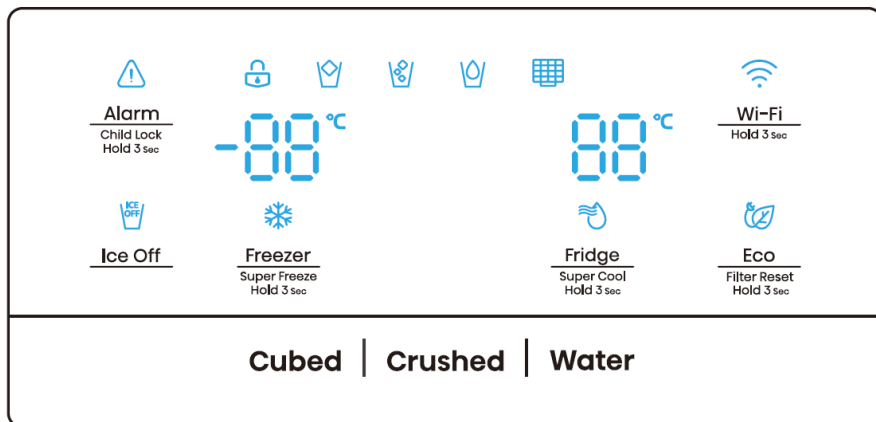 Alarm
Child Lock
Hold 3 Sec
-88 °C
88 °C
Wi-Fi
Hold 3 Sec
ICE
OFF
Ice Off
Freezer
Super Freeze
Hold 3 Sec
Fridge
Super Cool
Hold 3 Sec
Eco
Filter Reset
Hold 3 Sec
Cubed | Crushed | Water